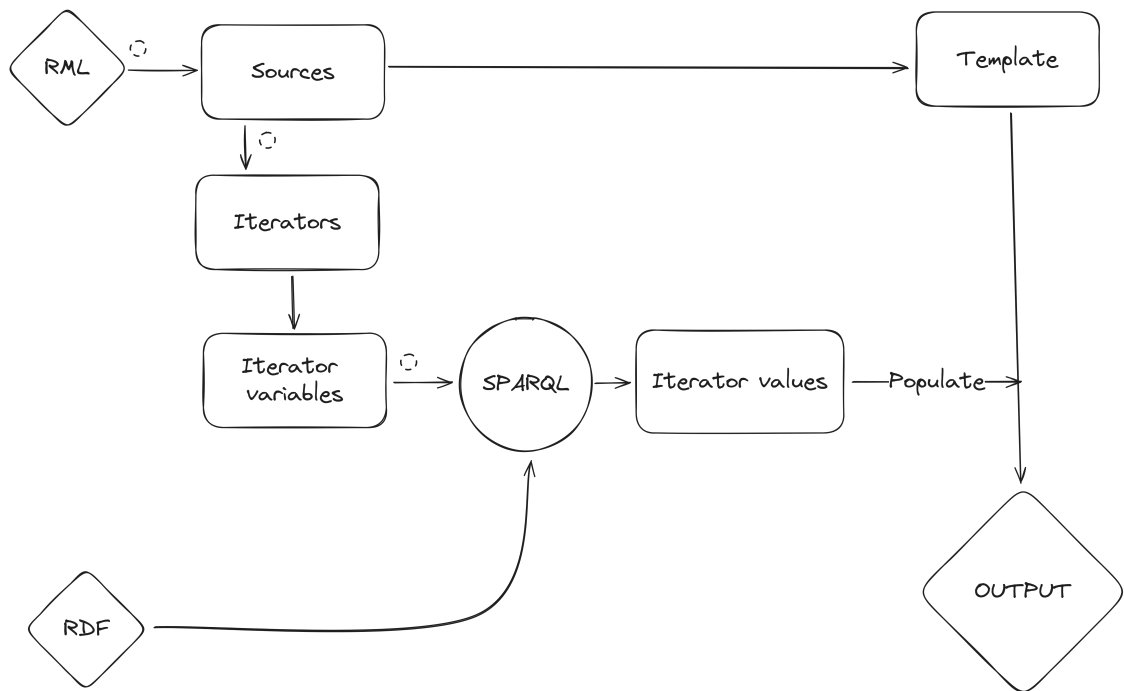 RML
Sources
Template
Iterators
Iterator
variables
SPARQL
Iterator values
Populate
RDF
OUTPUT